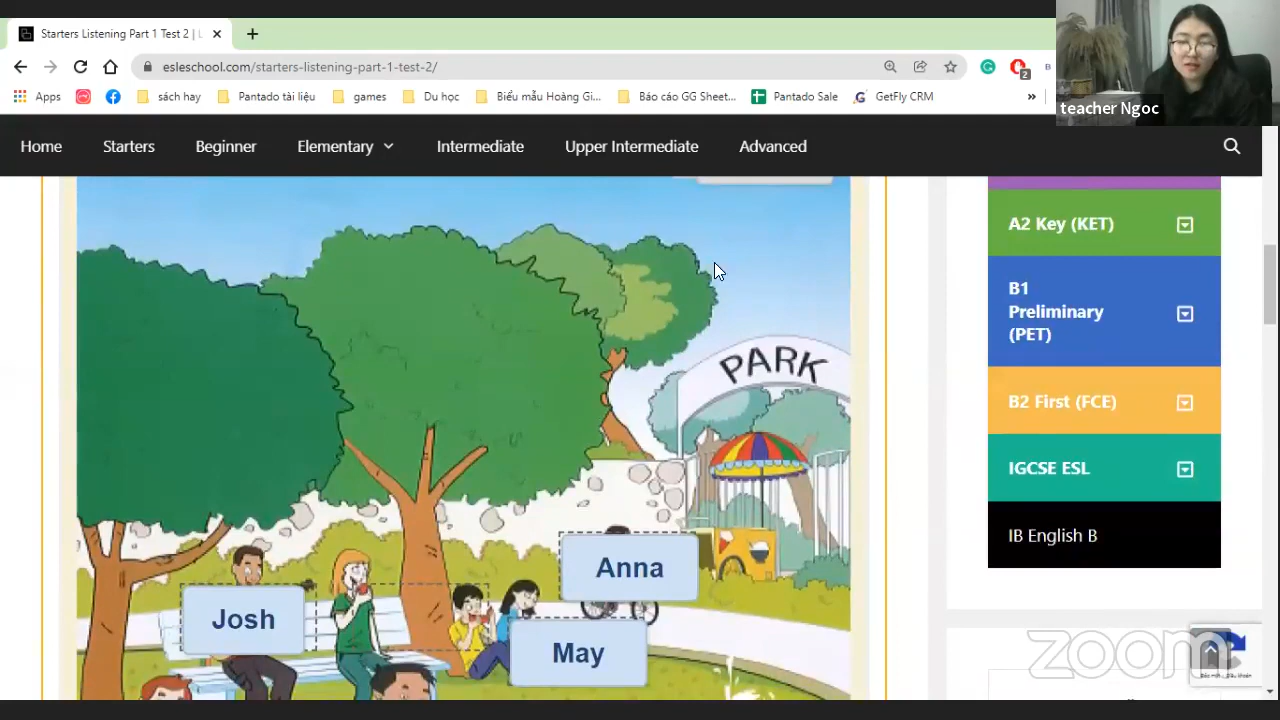 Starters Listening Part 1 Test 2 | L
esleschool.com/starters-listening-part-1-test-2/
2
Apps
sách hay
Pantado tài liệu
games
Du học
Biểu mẫu Hoàng Gi...
Báo cáo GG Sheet...
Pantado Sale
GetFly CRM
»
teacher Ngoc
Home
Starters
Beginner
Elementary
Intermediate
Upper Intermediate
Advanced
A2 Key (KET)
B1
Preliminary
(PET)
B2 First (FCE)
IGCSE ESL
IB English B
PARK
Anna
Josh
May
zoom